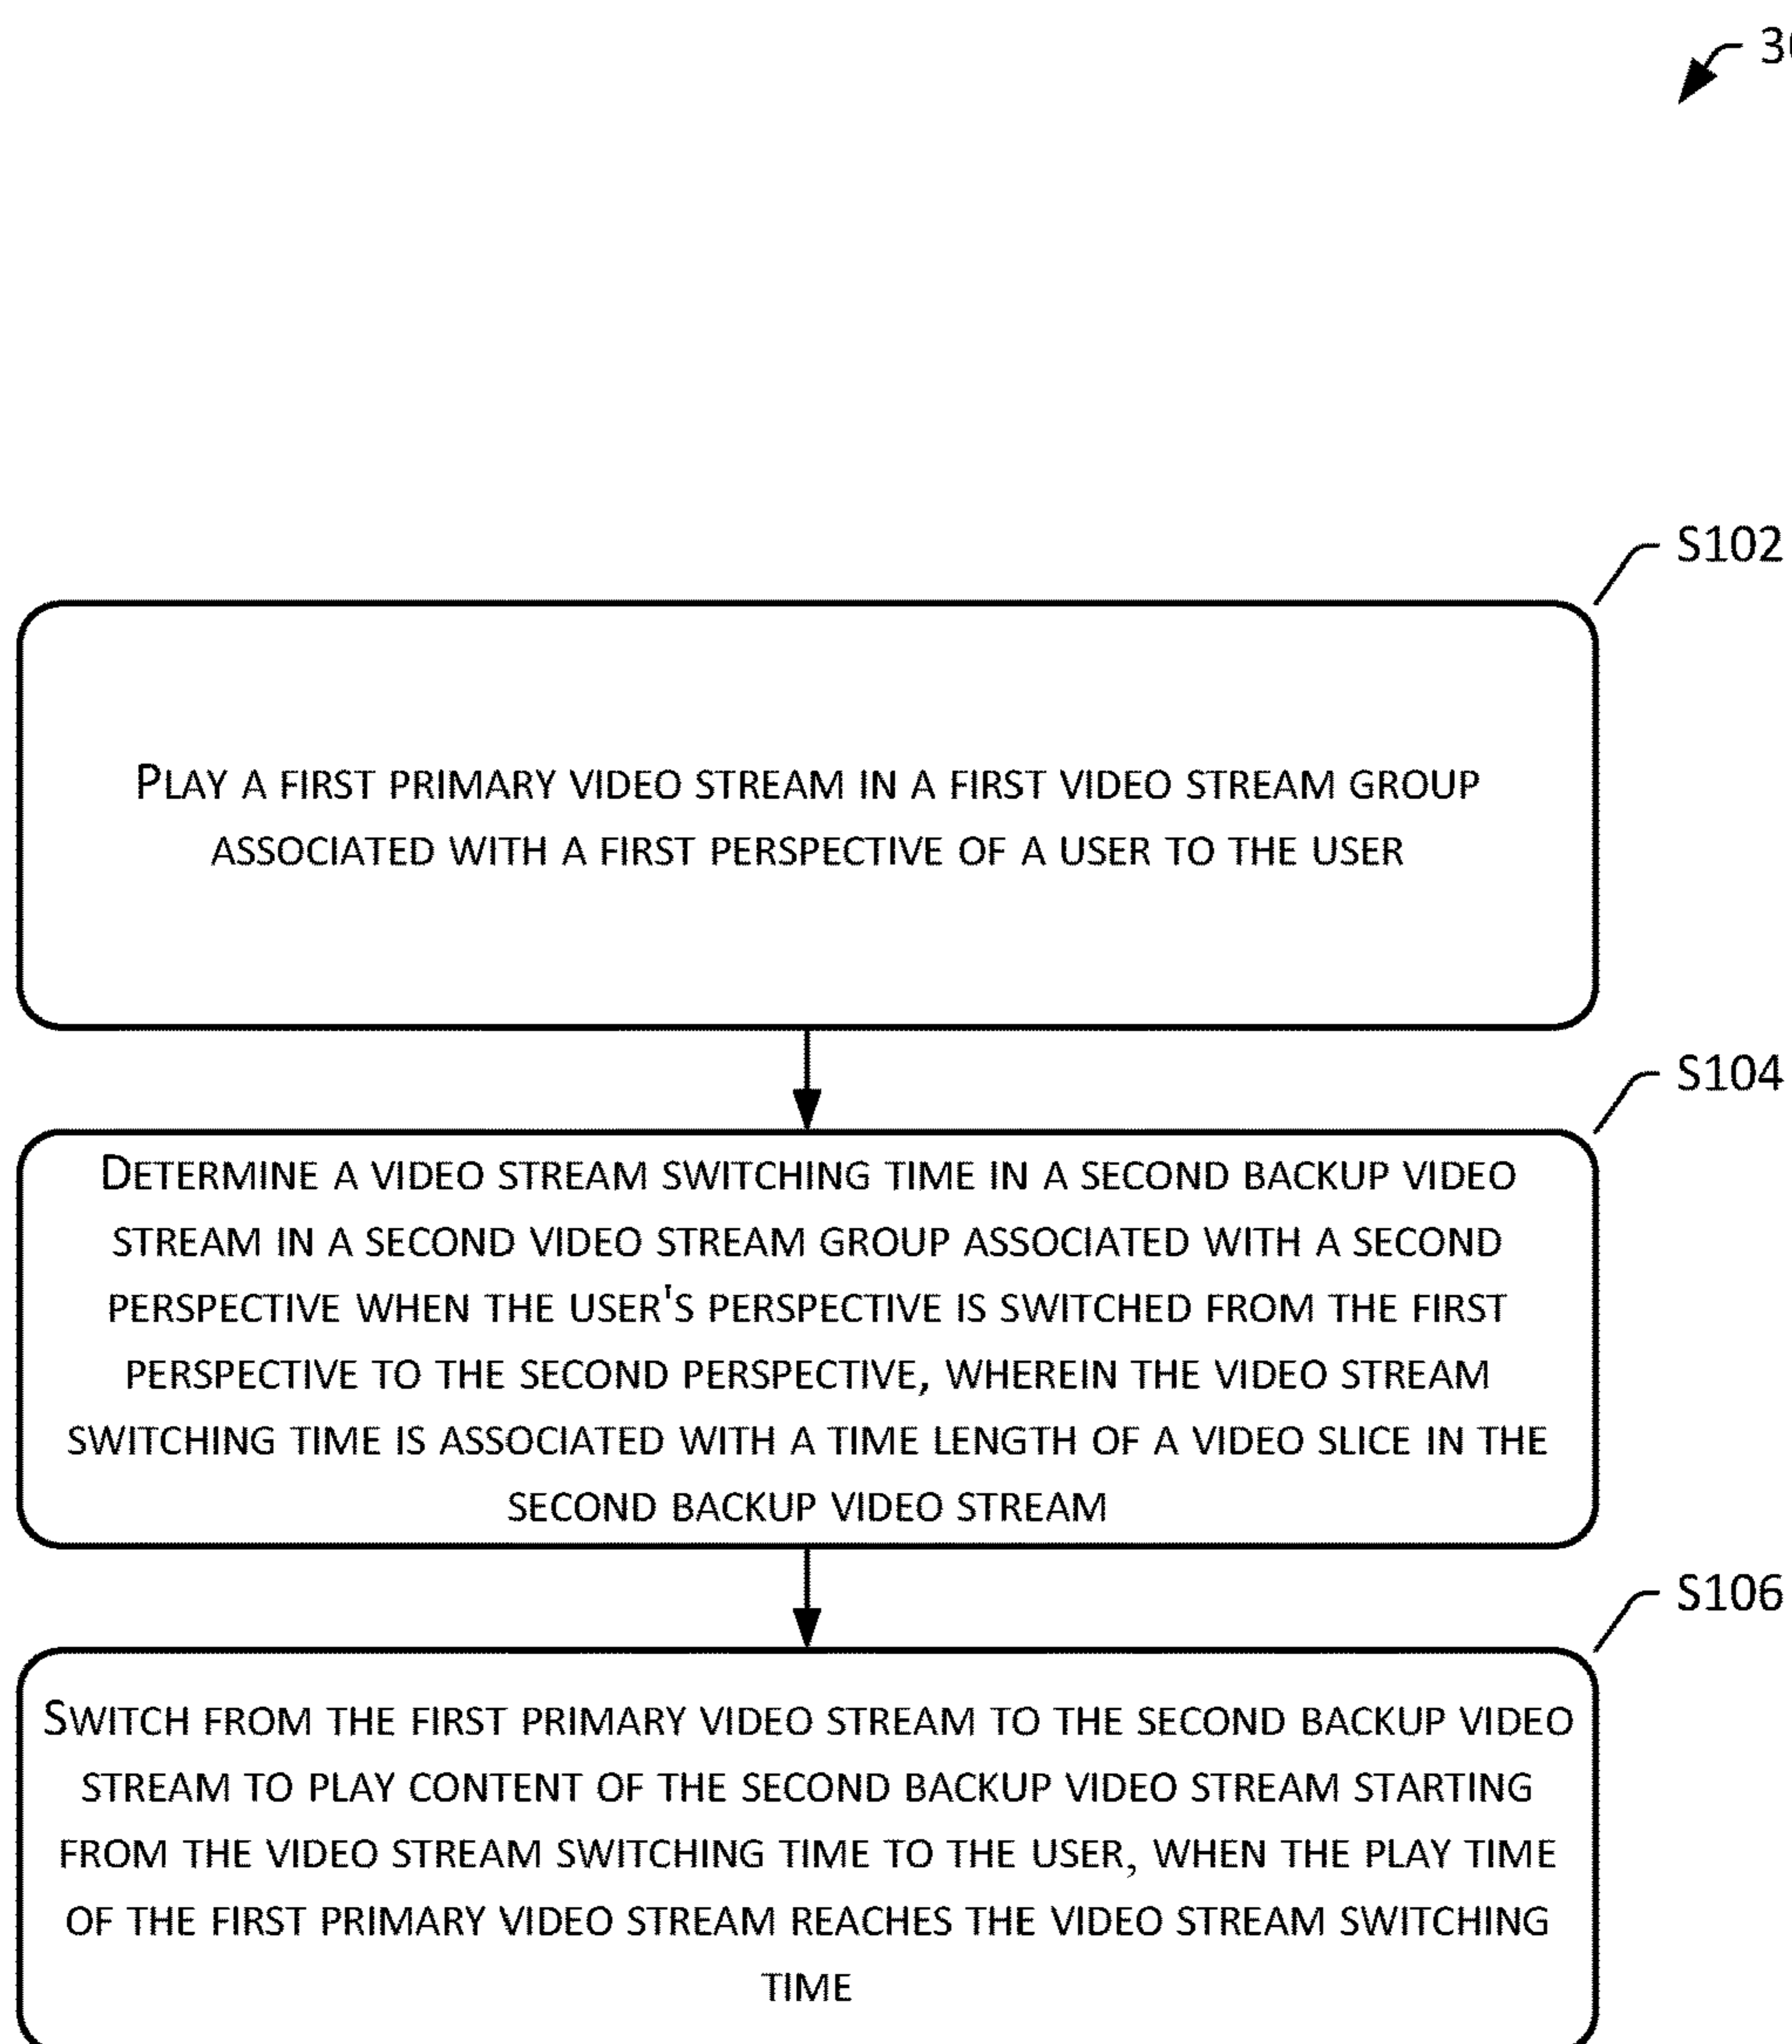 S102
PLAY A FIRST PRIMARY VIDEO STREAM IN A FIRST VIDEO STREAM GROUP
ASSOCIATED WITH A FIRST PERSPECTIVE OF A USER TO THE USER
S104
DETERMINE A VIDEO STREAM SWITCHING TIME IN A SECOND BACKUP VIDEO
STREAM IN A SECOND VIDEO STREAM GROUP ASSOCIATED WITH A SECOND
PERSPECTIVE WHEN THE USER'S PERSPECTIVE IS SWITCHED FROM THE FIRST
PERSPECTIVE TO THE SECOND PERSPECTIVE, WHEREIN THE VIDEO STREAM
SWITCHING TIME IS ASSOCIATED WITH A TIME LENGTH OF A VIDEO SLICE IN THE
SECOND BACKUP VIDEO STREAM
S106
SWITCH FROM THE FIRST PRIMARY VIDEO STREAM TO THE SECOND BACKUP VIDEO
STREAM TO PLAY CONTENT OF THE SECOND BACKUP VIDEO STREAM STARTING
FROM THE VIDEO STREAM SWITCHING TIME TO THE USER, WHEN THE PLAY TIME
OF THE FIRST PRIMARY VIDEO STREAM REACHES THE VIDEO STREAM SWITCHING
TIME